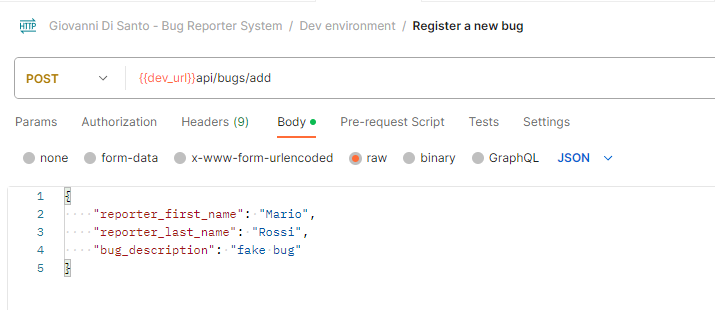 HTTP Giovanni Di Santo - Bug Reporter System / Dev environment / Register a new bug
POST {{dev_url}}api/bugs/add
Params Authorization Headers (9) Body Pre-request Script Tests Settings
none form-data x-www-form-urlencoded raw binary GraphQL JSON
1 {
2 "reporter_first_name": "Mario",
3 "reporter_last_name": "Rossi",
4 "bug_description": "fake bug"
5 }